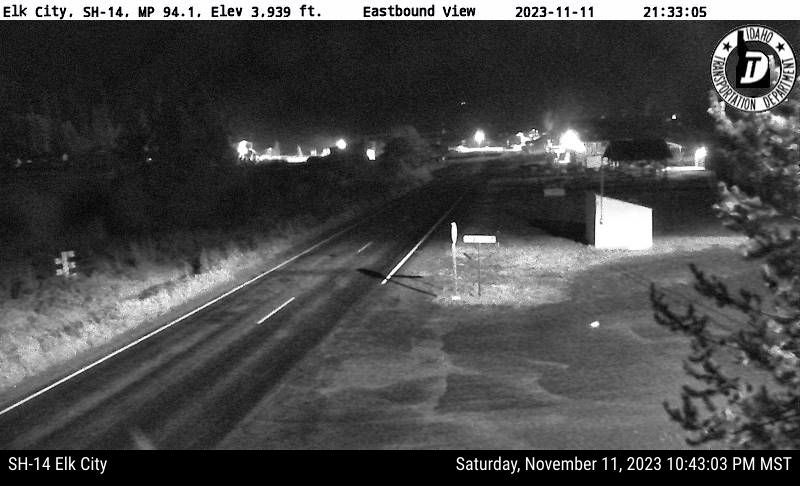 Elk City, SH-14, MP 94.1, Elev 3,939 ft. Eastbound View 2023-11-11 21:33:05
IDAHO
TRANSPORTATION DEPARTMENT
SH-14 Elk City Saturday, November 11, 2023 10:43:03 PM MST